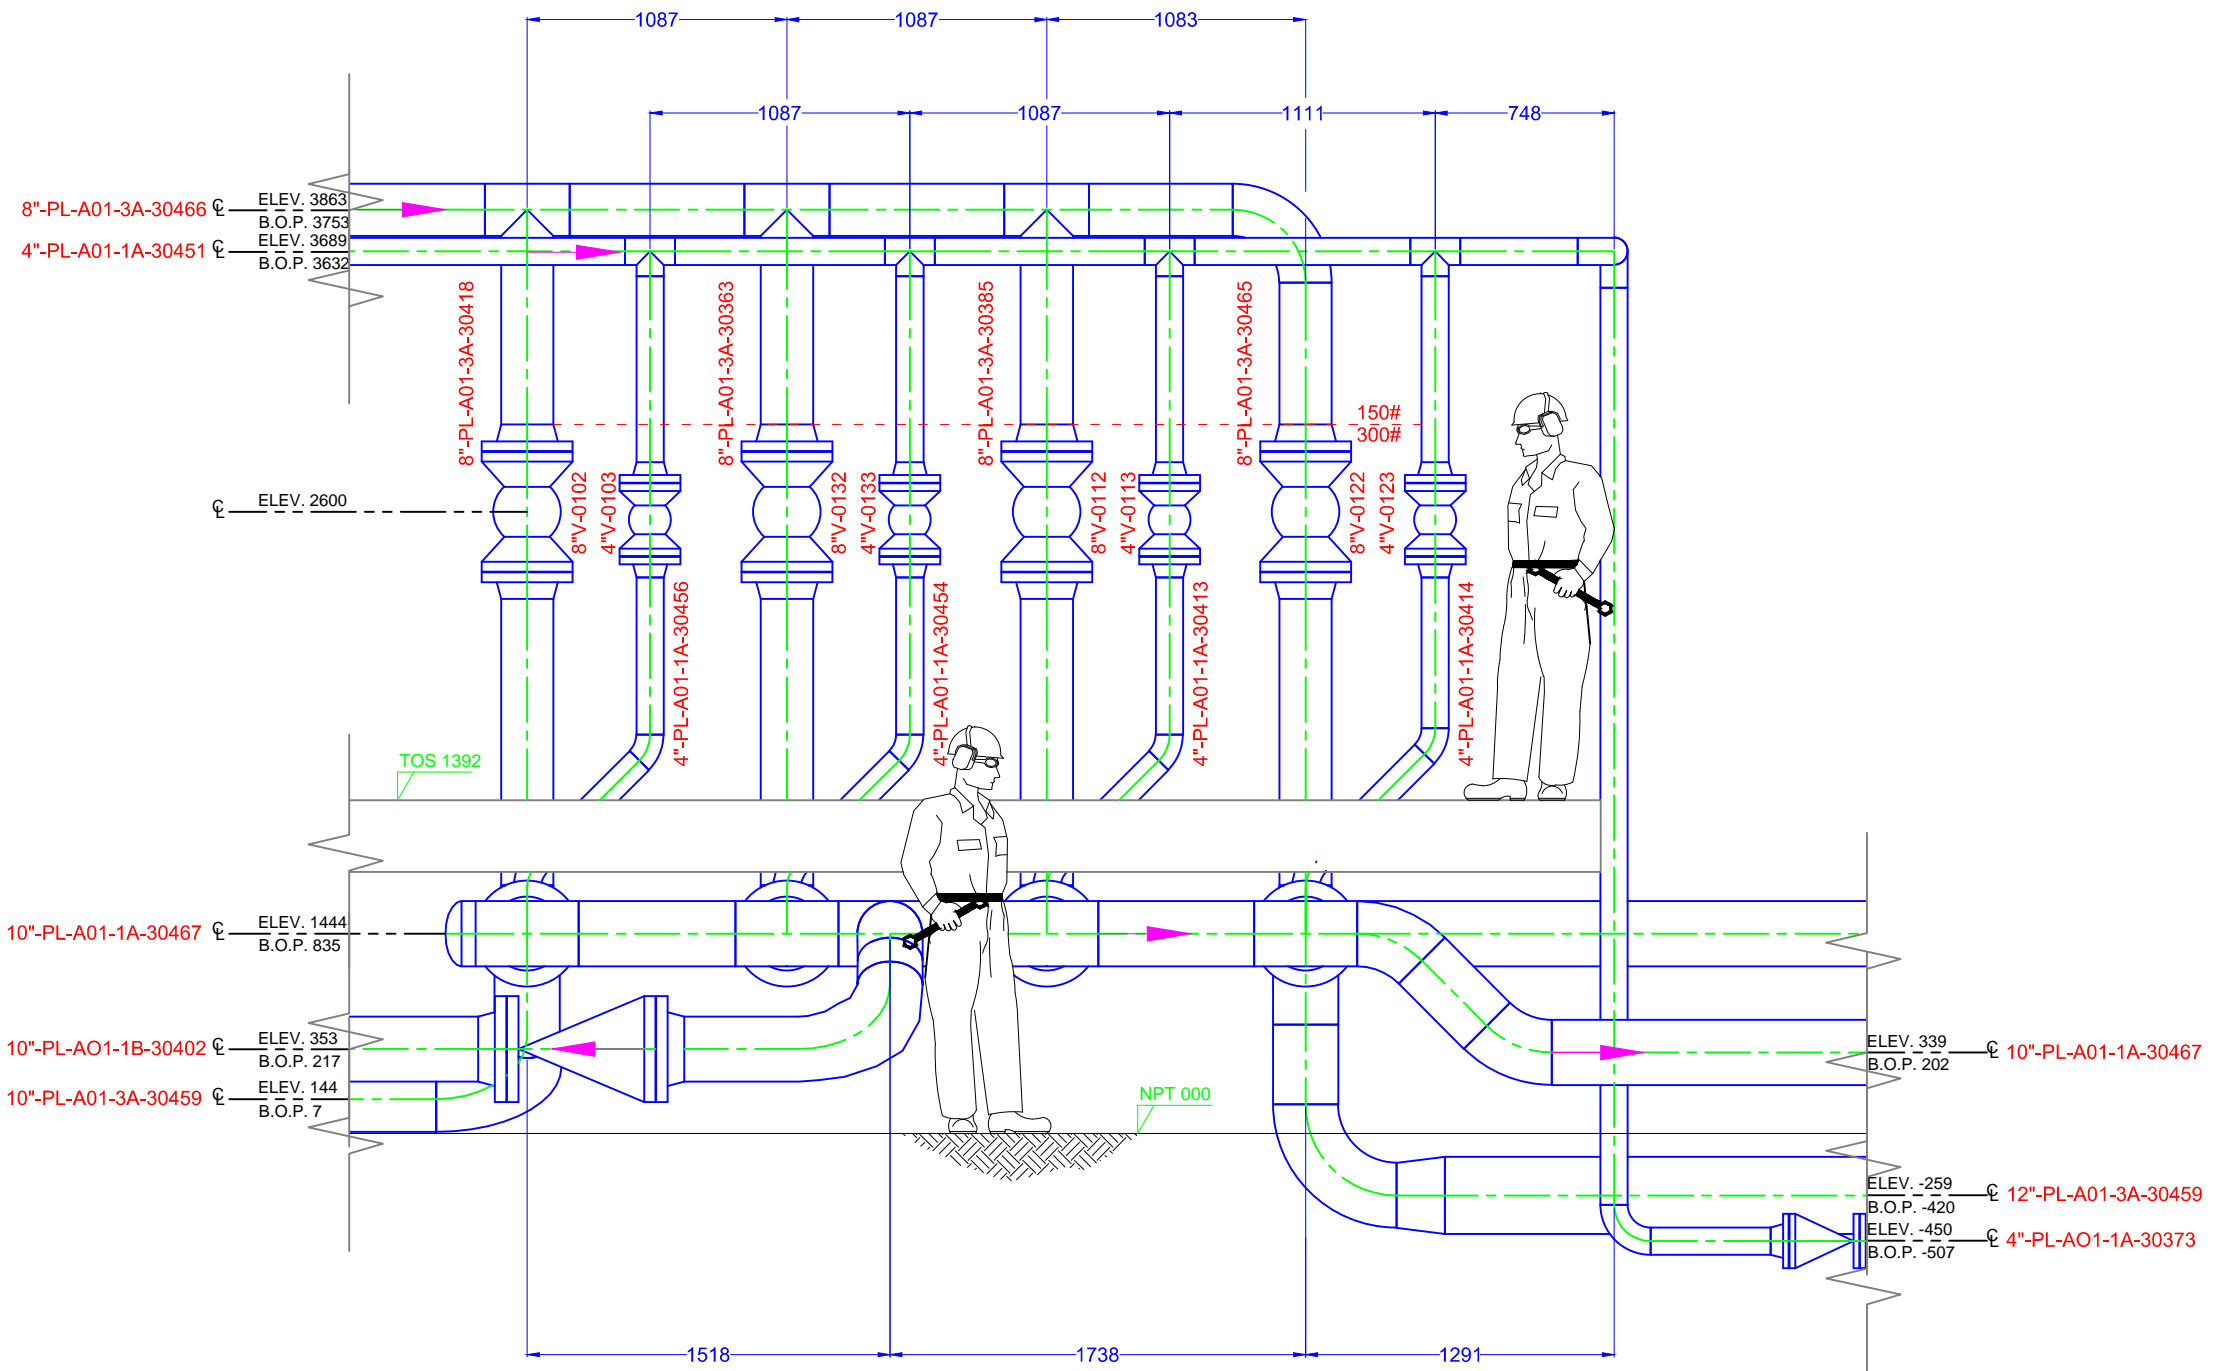 1087
1087
1083
1087
1087
1111
748
8"-PL-A01-3A-30466 ℄ ELEV. 3863
B.O.P. 3753
4"-PL-A01-1A-30451 ℄ ELEV. 3689
B.O.P. 3632
8"-PL-A01-3A-30418
8"-PL-A01-3A-30363
8"-PL-A01-3A-30385
8"-PL-A01-3A-30465
150#
300#
℄ ELEV. 2600
8"V-0102
4"V-0103
8"V-0132
4"V-0133
8"V-0112
4"V-0113
8"V-0122
4"V-0123
4"-PL-A01-1A-30456
4"-PL-A01-1A-30454
4"-PL-A01-1A-30413
4"-PL-A01-1A-30414
TOS 1392
10"-PL-A01-1A-30467 ℄ ELEV. 1444
B.O.P. 835
10"-PL-AO1-1B-30402 ℄ ELEV. 353
B.O.P. 217
10"-PL-A01-3A-30459 ℄ ELEV. 144
B.O.P. 7
NPT 000
ELEV. 339 ℄ 10"-PL-A01-1A-30467
B.O.P. 202
ELEV. -259 ℄ 12"-PL-A01-3A-30459
B.O.P. -420
ELEV. -450 ℄ 4"-PL-AO1-1A-30373
B.O.P. -507
1518
1738
1291